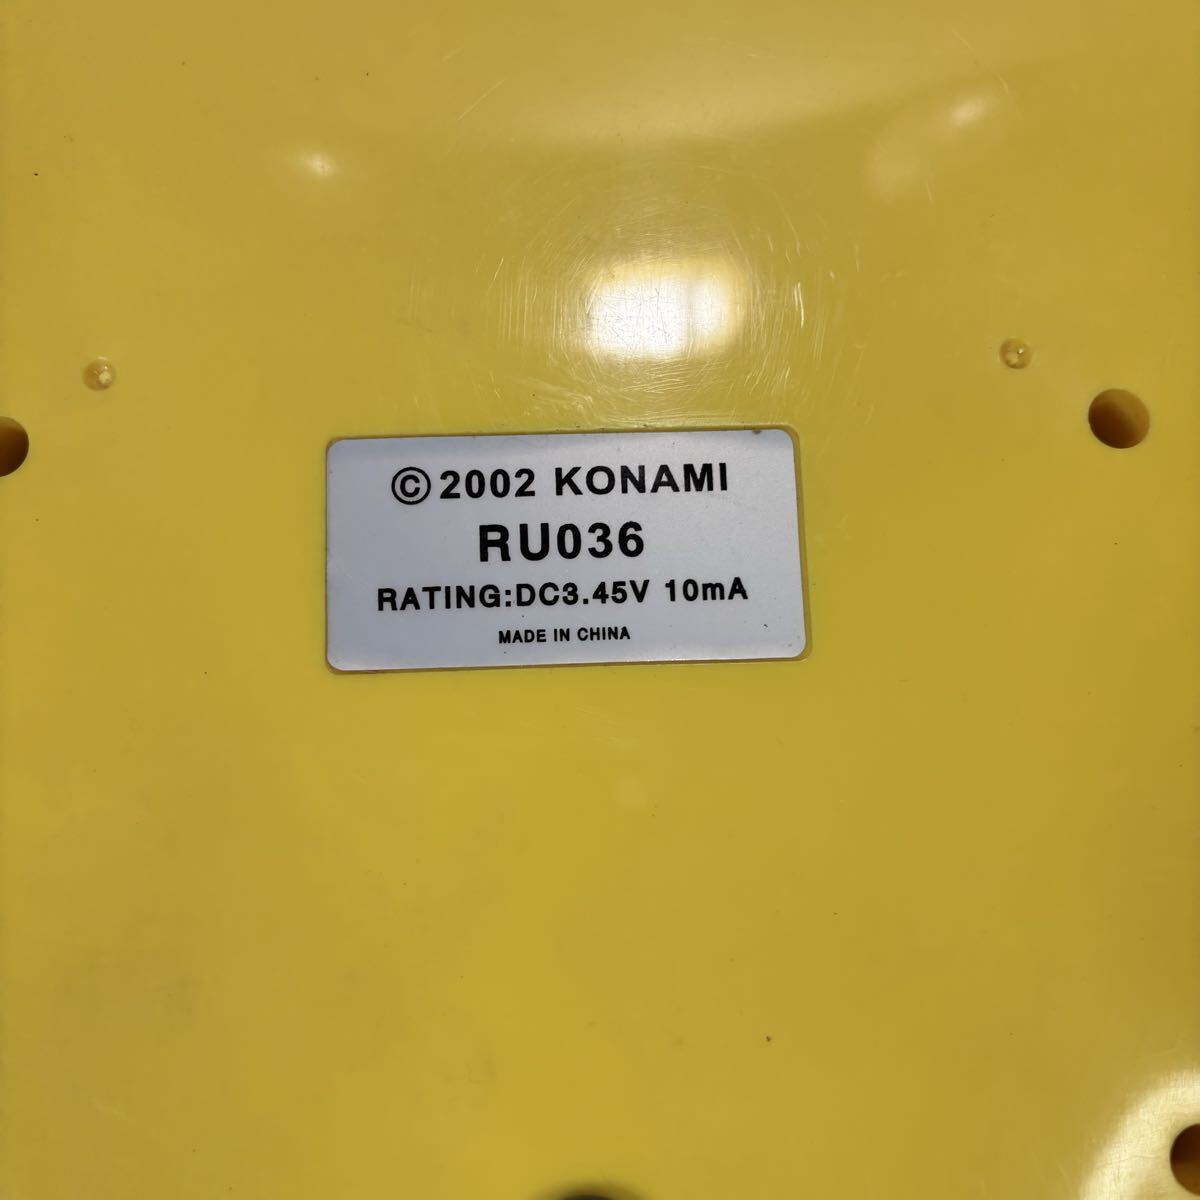 ©2002 KONAMI
RU036
RATING:DC3.45V 10mA
MADE IN CHINA